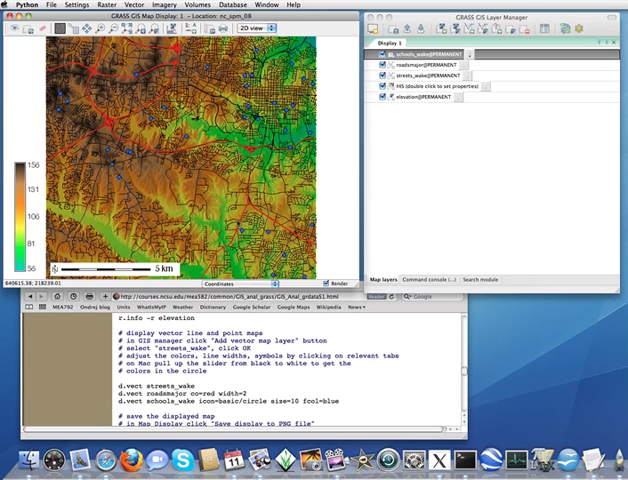 Python File Settings Raster Vector Imagery Volumes Database Window Help
GRASS GIS Map Display: 1 - Location: nc_spm_08
2D view
156
131
106
81
56
5 km
640615.38; 218239.01
Coordinates
Render
GRASS GIS Layer Manager
Display 1
schools_wake@PERMANENT
roadsmajor@PERMANENT
streets_wake@PERMANENT
HIS (double click to set properties)
elevation@PERMANENT
Map layers Command console (...) Search module
http://courses.ncsu.edu/mea582/common/GIS_anal_grass/GIS_Anal_grdata51.html
Reader
Google
MEA792 Ondrej blog Units WhatIsMyIP Weather Dictionary Google Scholar Google Maps Wikipedia News
r.info -r elevation
# display vector line and point maps
# in GIS manager click "Add vector map layer" button
# select "streets_wake", click OK
# adjust the colors, line widths, symbols by clicking on relevant tabs
# on Mac pull up the slider from black to white to get the
# colors in the circle
d.vect streets_wake
d.vect roadsmajor co=red width=2
d.vect schools_wake icon=basic/circle size=10 fcol=blue
# save the displayed map
# in Map Display click "Save display to PNG file"
11
X